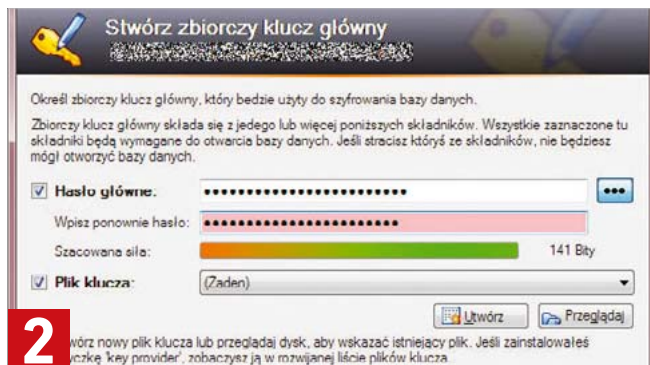 Stwórz zbiorczy klucz główny
Określ zbiorczy klucz główny, który bedzie użyty do szyfrowania bazy danych.
Zbiorczy klucz główny składa się z jedego lub więcej poniższych składników. Wszystkie zaznaczone tu
składniki będą wymagane do otwarcia bazy danych. Jeśli stracisz któryś ze składników, nie będziesz
mógł otworzyć bazy danych.
Hasło główne:
Wpisz ponownie hasło:
Szacowana siła: 141 Bity
Plik klucza: (Żaden)
Utwórz Przeglądaj
wórz nowy plik klucza lub przeglądaj dysk, aby wskazać istniejący plik. Jeśli zainstalowałeś
yczkę 'key provider', zobaczysz ją w rozwijanej liście plików klucza.
2